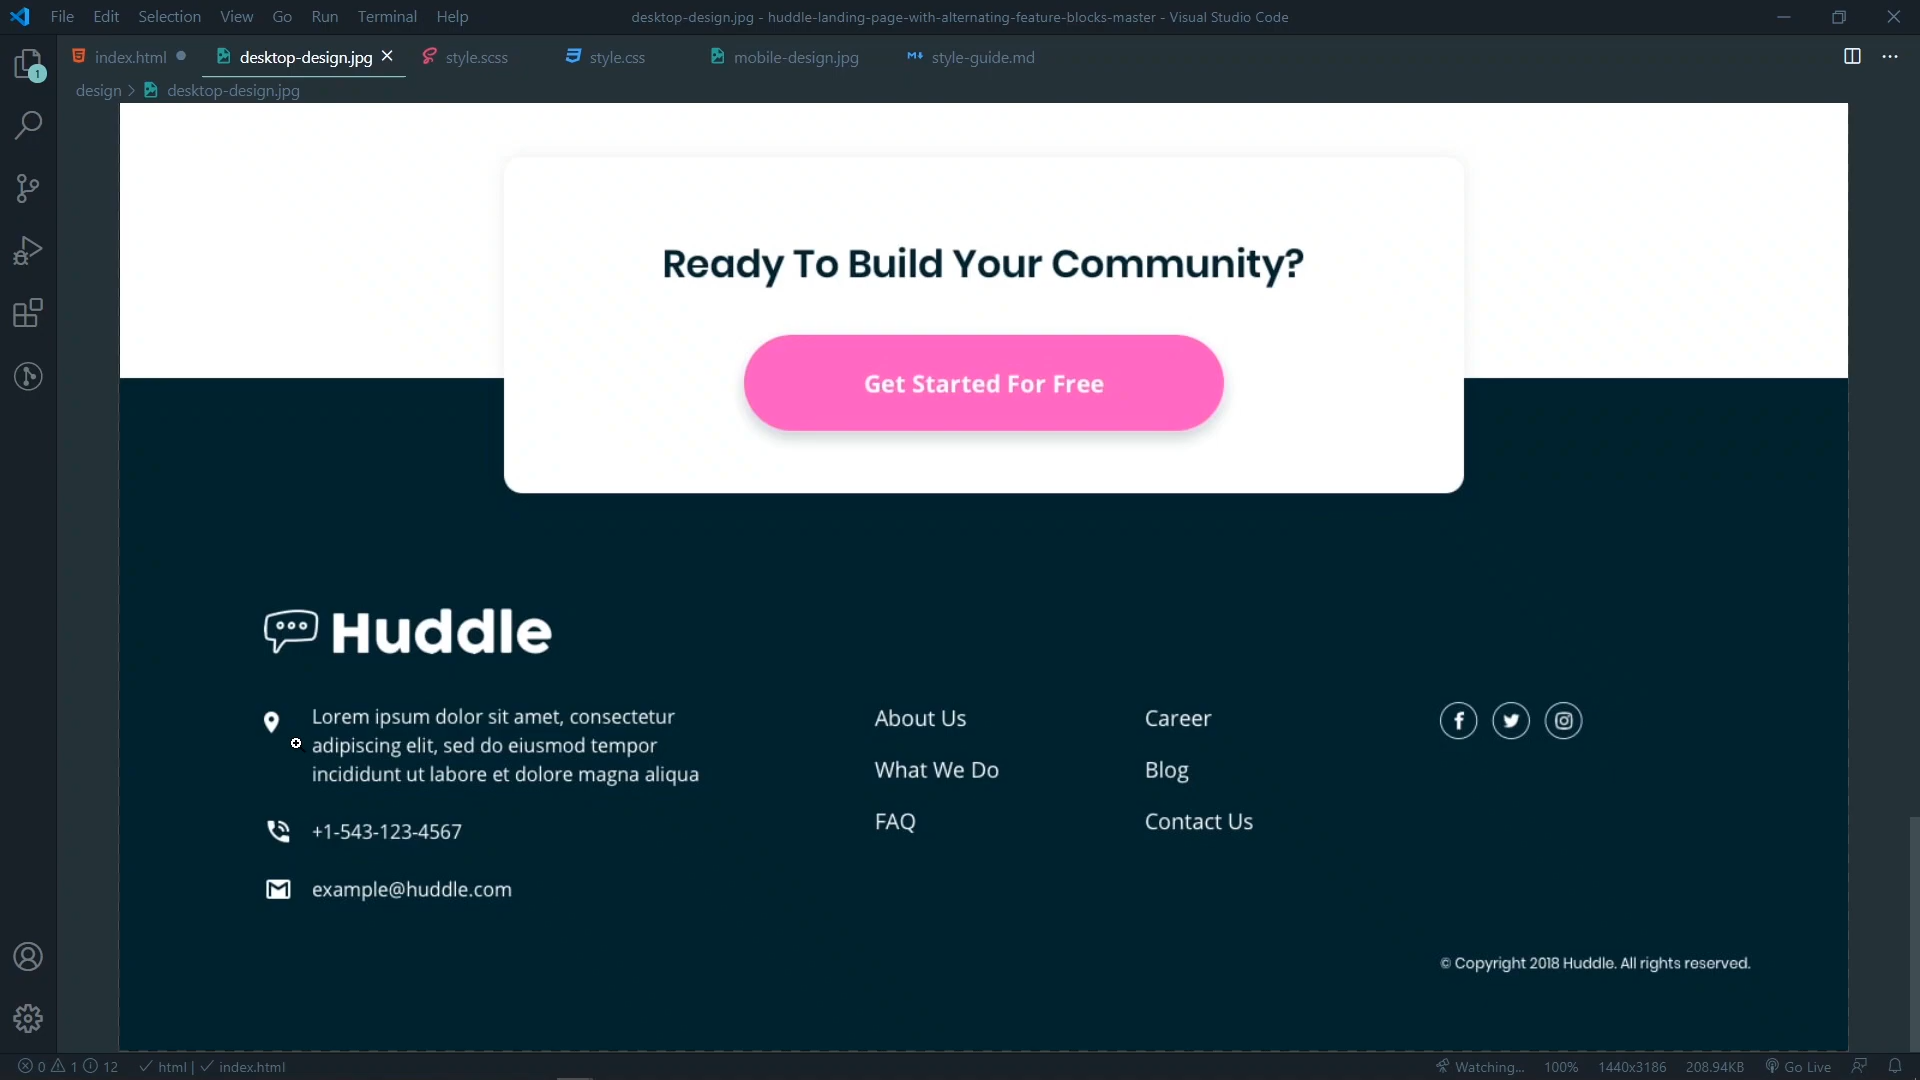 File Edit Selection View Go Run Terminal Help
desktop-design.jpg - huddle-landing-page-with-alternating-feature-blocks-master - Visual Studio Code
index.html desktop-design.jpg style.scss style.css mobile-design.jpg style-guide.md
design > desktop-design.jpg
1
Ready To Build Your Community?
Get Started For Free
Huddle
Lorem ipsum dolor sit amet, consectetur
adipiscing elit, sed do eiusmod tempor
incididunt ut labore et dolore magna aliqua
+1-543-123-4567
example@huddle.com
About Us
What We Do
FAQ
Career
Blog
Contact Us
© Copyright 2018 Huddle. All rights reserved.
0 1 12 html | index.html
Watching... 100% 1440x3186 208.94KB Go Live